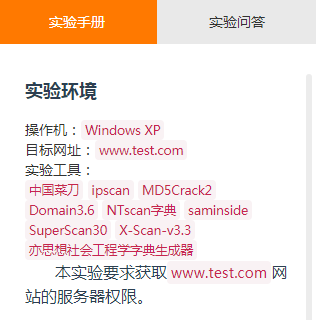 实验手册 实验问答
实验环境
操作机：Windows XP
目标网址：www.test.com
实验工具：
中国菜刀 ipscan MD5Crack2
Domain3.6 NTscan字典 saminside
SuperScan30 X-Scan-v3.3
亦思想社会工程学字典生成器
本实验要求获取 www.test.com 网
站的服务器权限。